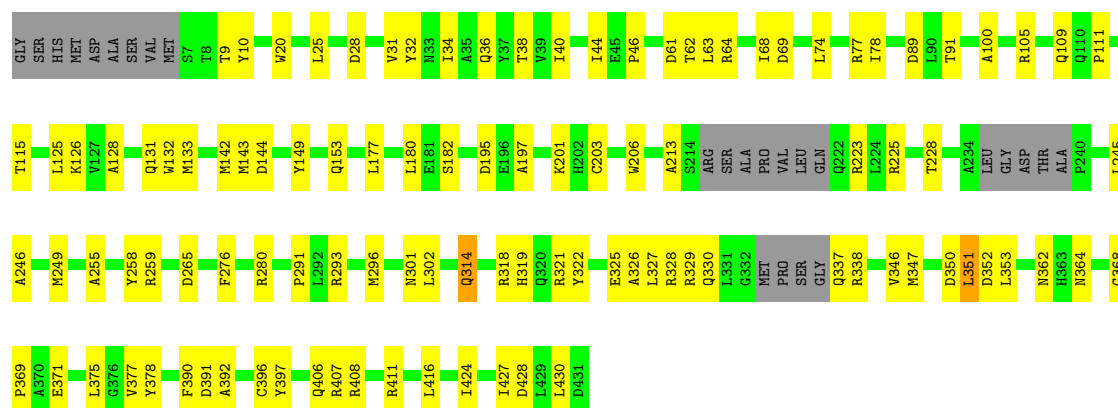 GLY SER HIS MET ASP ALA SER VAL MET S7 T8 T9 Y10 W20 L25 D28 V31 Y32 N33 I34 A35 Q36 Y37 T38 V39 I40 I44 E45 P46 D61 T62 L63 R64 I68 D69 L74 R77 I78 D89 L90 T91 A100 R105 Q109 Q110 P111
T115 L125 K126 V127 A128 Q131 W132 M133 M142 M143 D144 Y149 Q153 L177 L180 E181 S182 D195 E196 A197 K201 H202 C203 W206 A213 S214 ARG SER ALA PRO VAL LEU GLN Q222 R223 L224 R225 T228 A234 LEU GLY ASP THR ALA P240 L245
A246 M249 A255 Y258 R259 D265 F276 R280 P291 L292 R293 M296 N301 L302 Q314 R318 H319 Q320 R321 Y322 E325 A326 L327 R328 R329 Q330 L331 G332 MET PRO SER GLY Q337 R338 V346 M347 D350 L351 D352 L353 N362 H363 N364 G368
P369 A370 E371 L375 G376 V377 Y378 F390 D391 A392 C396 Y397 Q406 R407 R408 R411 L416 I424 I427 D428 L429 L430 D431